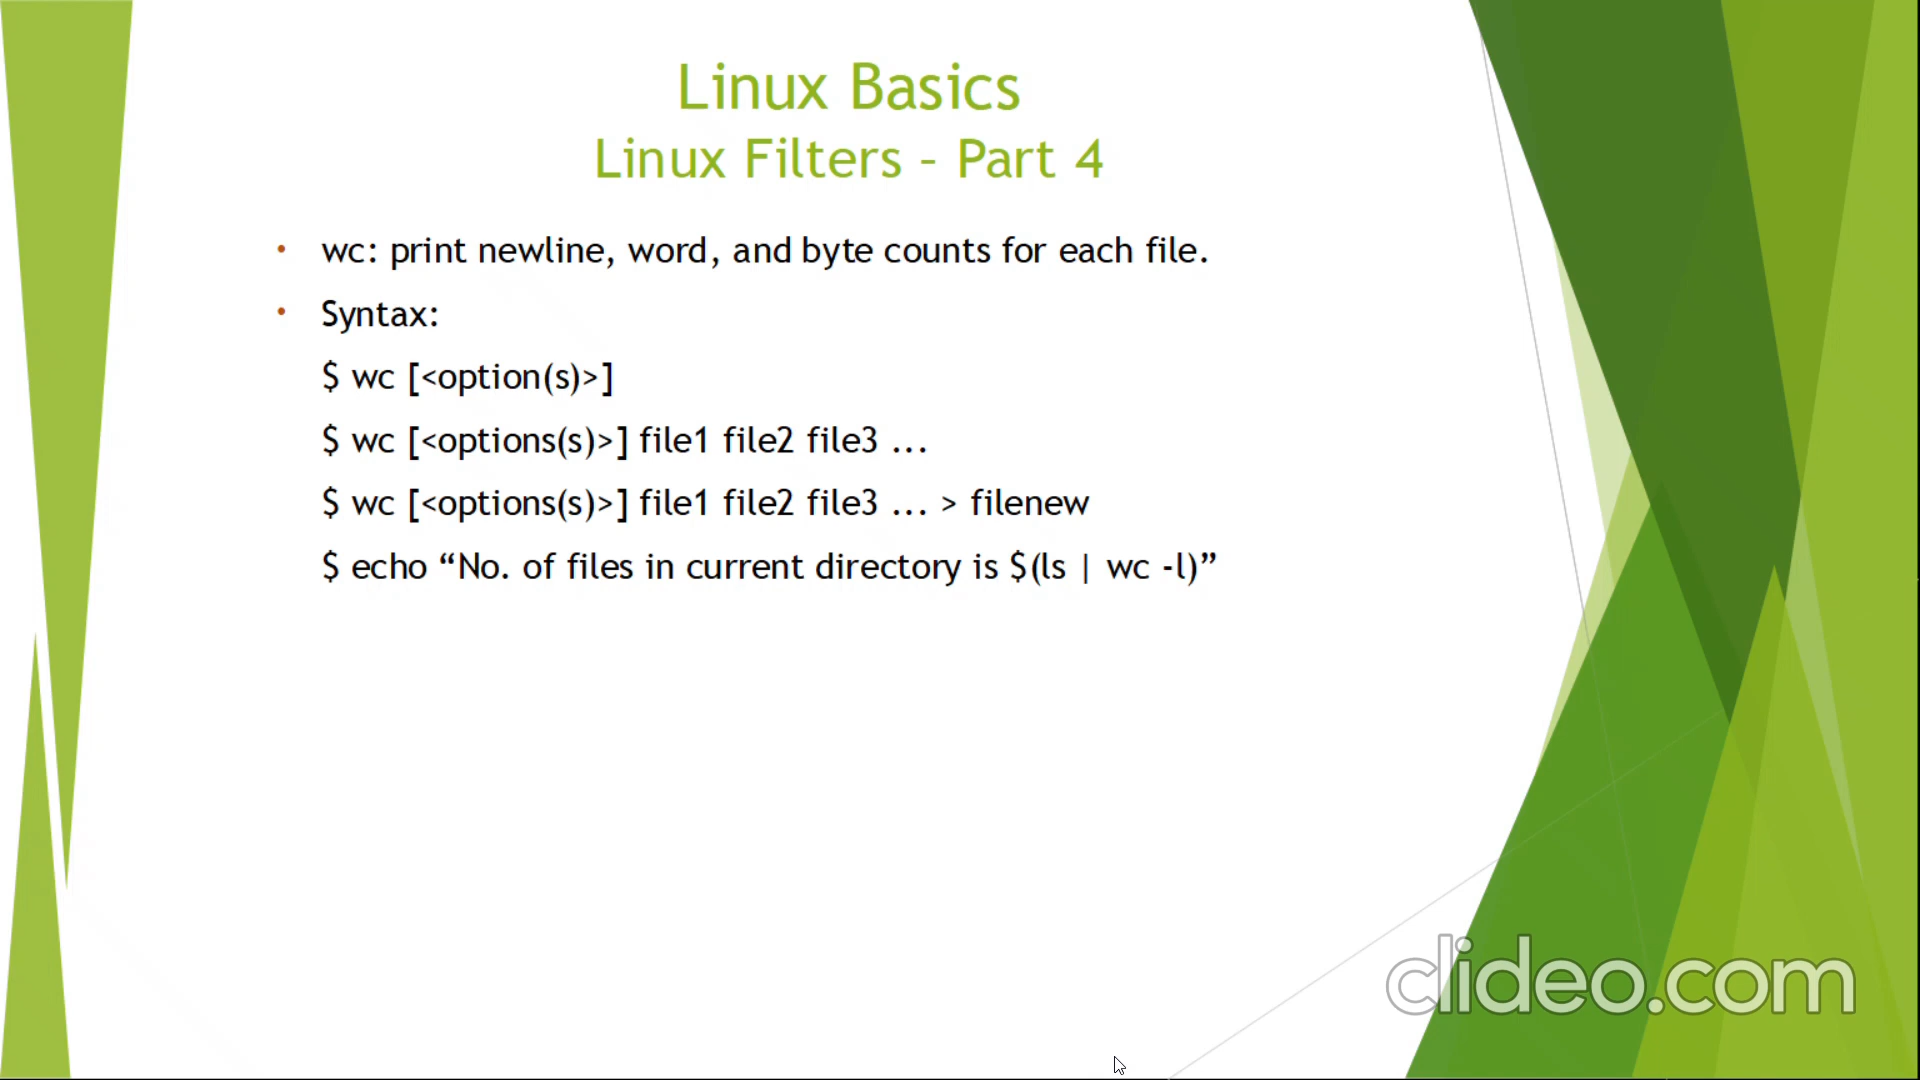 Linux Basics
Linux Filters – Part 4
• wc: print newline, word, and byte counts for each file.
• Syntax:
$ wc [<option(s)>]
$ wc [<options(s)>] file1 file2 file3 ...
$ wc [<options(s)>] file1 file2 file3 ... > filenew
$ echo “No. of files in current directory is $(ls | wc -l)”
clideo.com